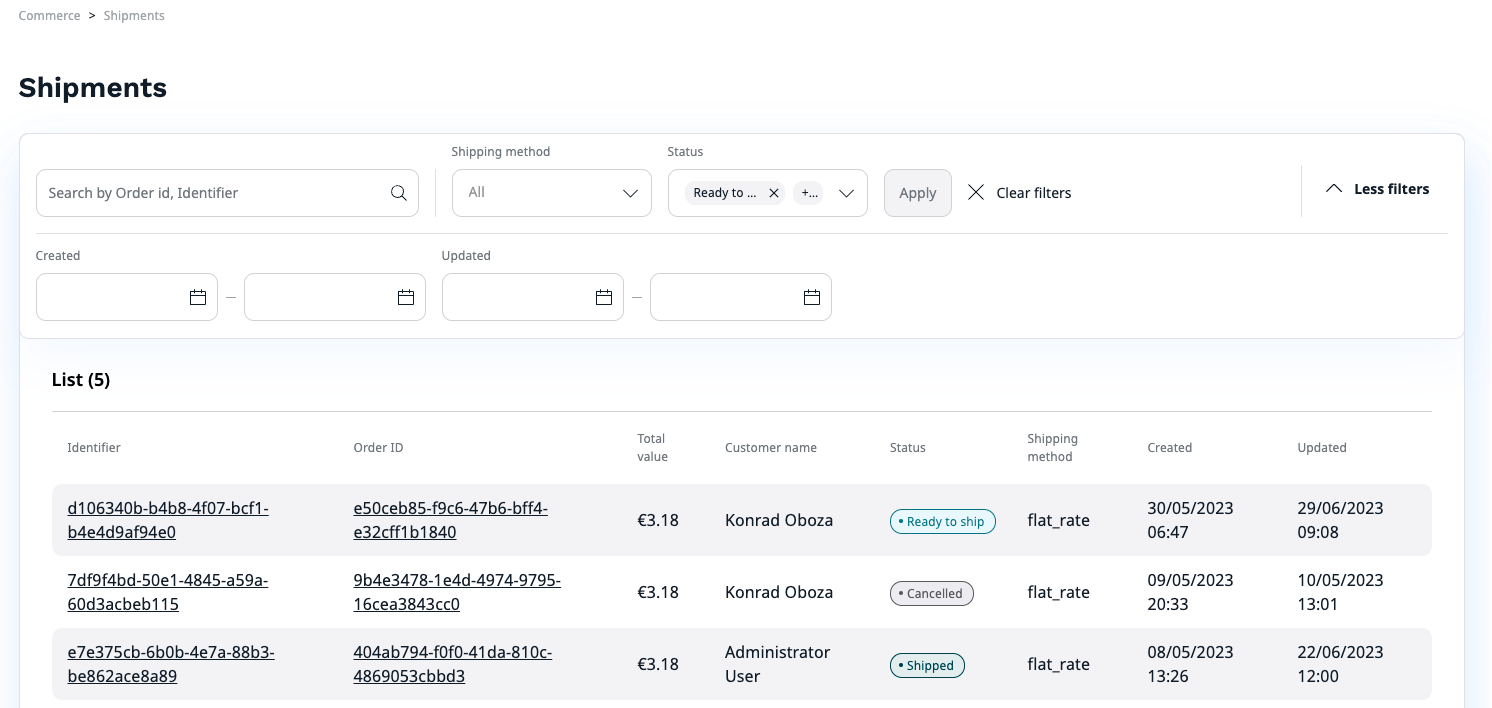 Commerce > Shipments
Shipments
Shipping method
Status
Search by Order id, Identifier
All
Ready to ...
+...
Apply
Clear filters
Less filters
Created
Updated
List (5)
Identifier
Order ID
Total
value
Customer name
Status
Shipping
method
Created
Updated
d106340b-b4b8-4f07-bcf1-
b4e4d9af94e0
e50ceb85-f9c6-47b6-bff4-
e32cff1b1840
€3.18
Konrad Oboza
Ready to ship
flat_rate
30/05/2023
06:47
29/06/2023
09:08
7df9f4bd-50e1-4845-a59a-
60d3acbeb115
9b4e3478-1e4d-4974-9795-
16cea3843cc0
€3.18
Konrad Oboza
Cancelled
flat_rate
09/05/2023
20:33
10/05/2023
13:01
e7e375cb-6b0b-4e7a-88b3-
be862ace8a89
404ab794-f0f0-41da-810c-
4869053cbbd3
€3.18
Administrator
User
Shipped
flat_rate
08/05/2023
13:26
22/06/2023
12:00